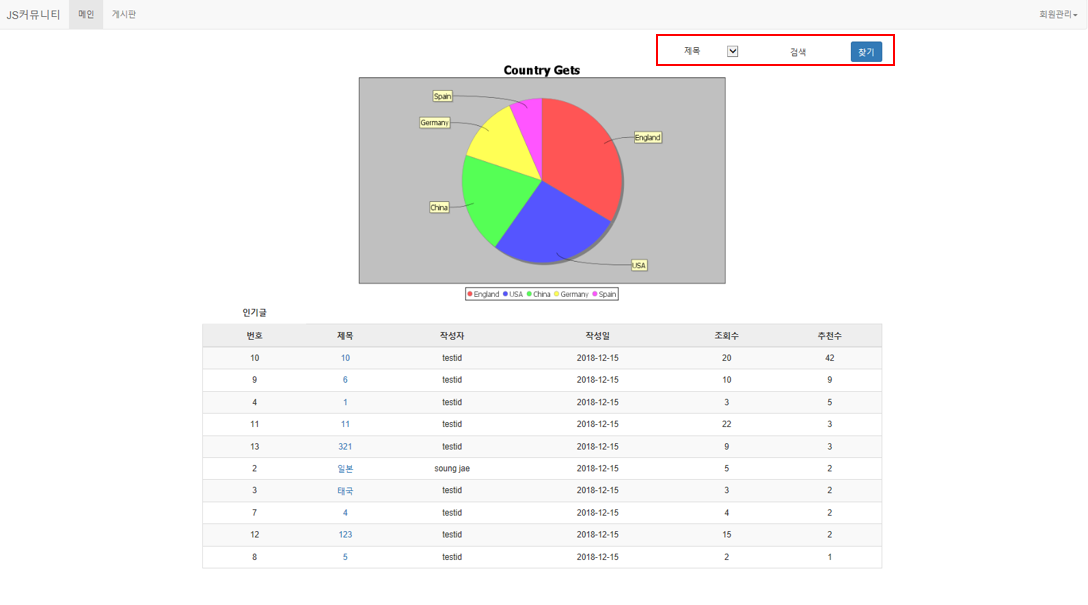 JS커뮤니티 메인 게시판 회원관리
제목 검색 찾기
Country Gets
Spain
Germany
England
China
USA
England USA China Germany Spain
인기글
번호 제목 작성자 작성일 조회수 추천수
10 10 testid 2018-12-15 20 42
9 6 testid 2018-12-15 10 9
4 1 testid 2018-12-15 3 5
11 11 testid 2018-12-15 22 3
13 321 testid 2018-12-15 9 3
2 일본 soung jae 2018-12-15 5 2
3 태국 testid 2018-12-15 3 2
7 4 testid 2018-12-15 4 2
12 123 testid 2018-12-15 15 2
8 5 testid 2018-12-15 2 1